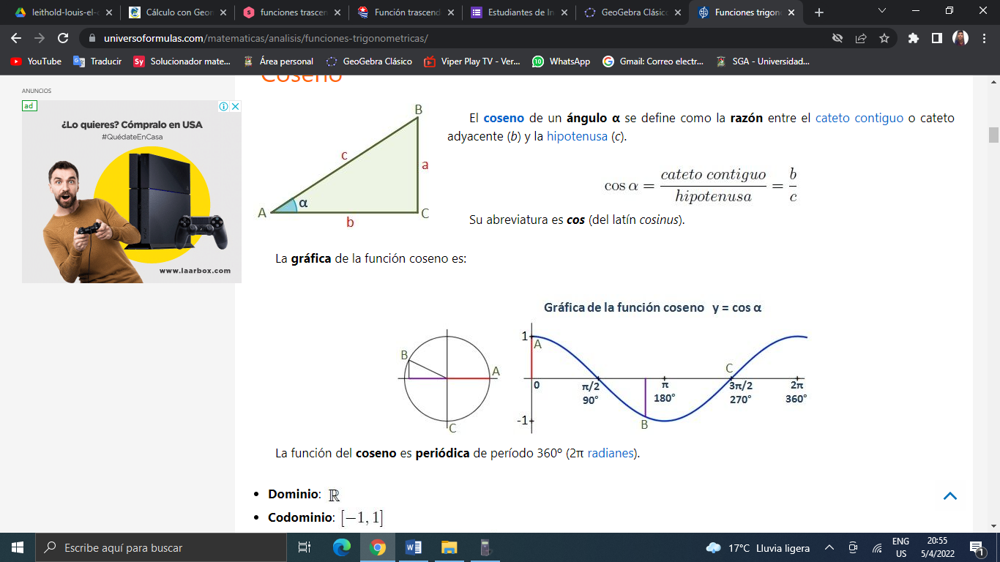 leithold-louis-el-c
Cálculo con Geon
funciones trascen
Función trascend
Estudiantes de In
GeoGebra Clásico
Funciones trigon
universoformulas.com/matematicas/analisis/funciones-trigonometricas/
YouTube
Traducir
Sy Solucionador mate...
Área personal
GeoGebra Clásico
Viper Play TV - Ver...
10 WhatsApp
Gmail: Correo electr...
SGA - Universidad...
Coseno
ANUNCIOS
ad
¿Lo quieres? Cómpralo en USA
#QuédateEnCasa
www.laarbox.com
B
c
a
α
A
b
C
El coseno de un ángulo α se define como la razón entre el cateto contiguo o cateto
adyacente (b) y la hipotenusa (c).
cos α = cateto contiguo / hipotenusa = b / c
Su abreviatura es cos (del latín cosinus).
La gráfica de la función coseno es:
Gráfica de la función coseno y = cos α
B
A
C
1
A
0
π/2
90°
π
180°
C
3π/2
270°
2π
360°
-1
B
La función del coseno es periódica de período 360º (2π radianes).
• Dominio: ℝ
• Codominio: [−1, 1]
Escribe aquí para buscar
17°C Lluvia ligera
ENG
US
20:55
5/4/2022
1